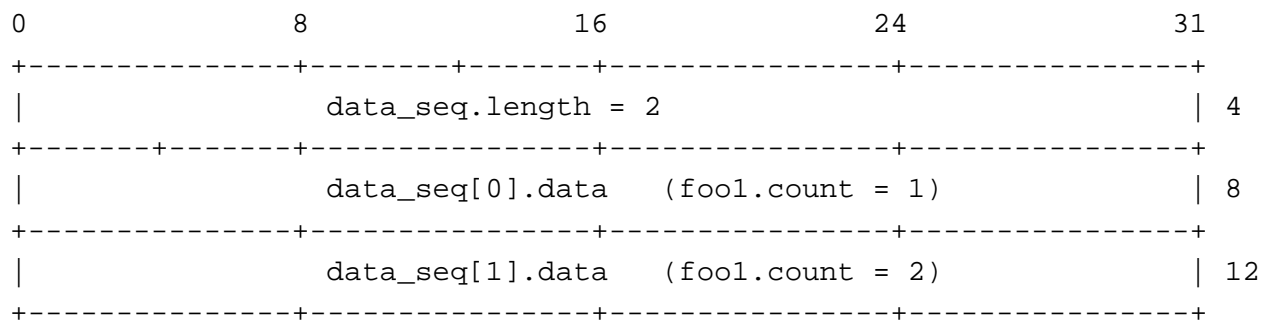 0               8               16              24              31
+---------------+--------+-------+---------------+---------------+
|                 data_seq.length = 2                            | 4
+-------+-------+---------------+---------------+---------------+
|                 data_seq[0].data   (foo1.count = 1)            | 8
+---------------+---------------+---------------+---------------+
|                 data_seq[1].data   (foo1.count = 2)            | 12
+---------------+---------------+---------------+---------------+